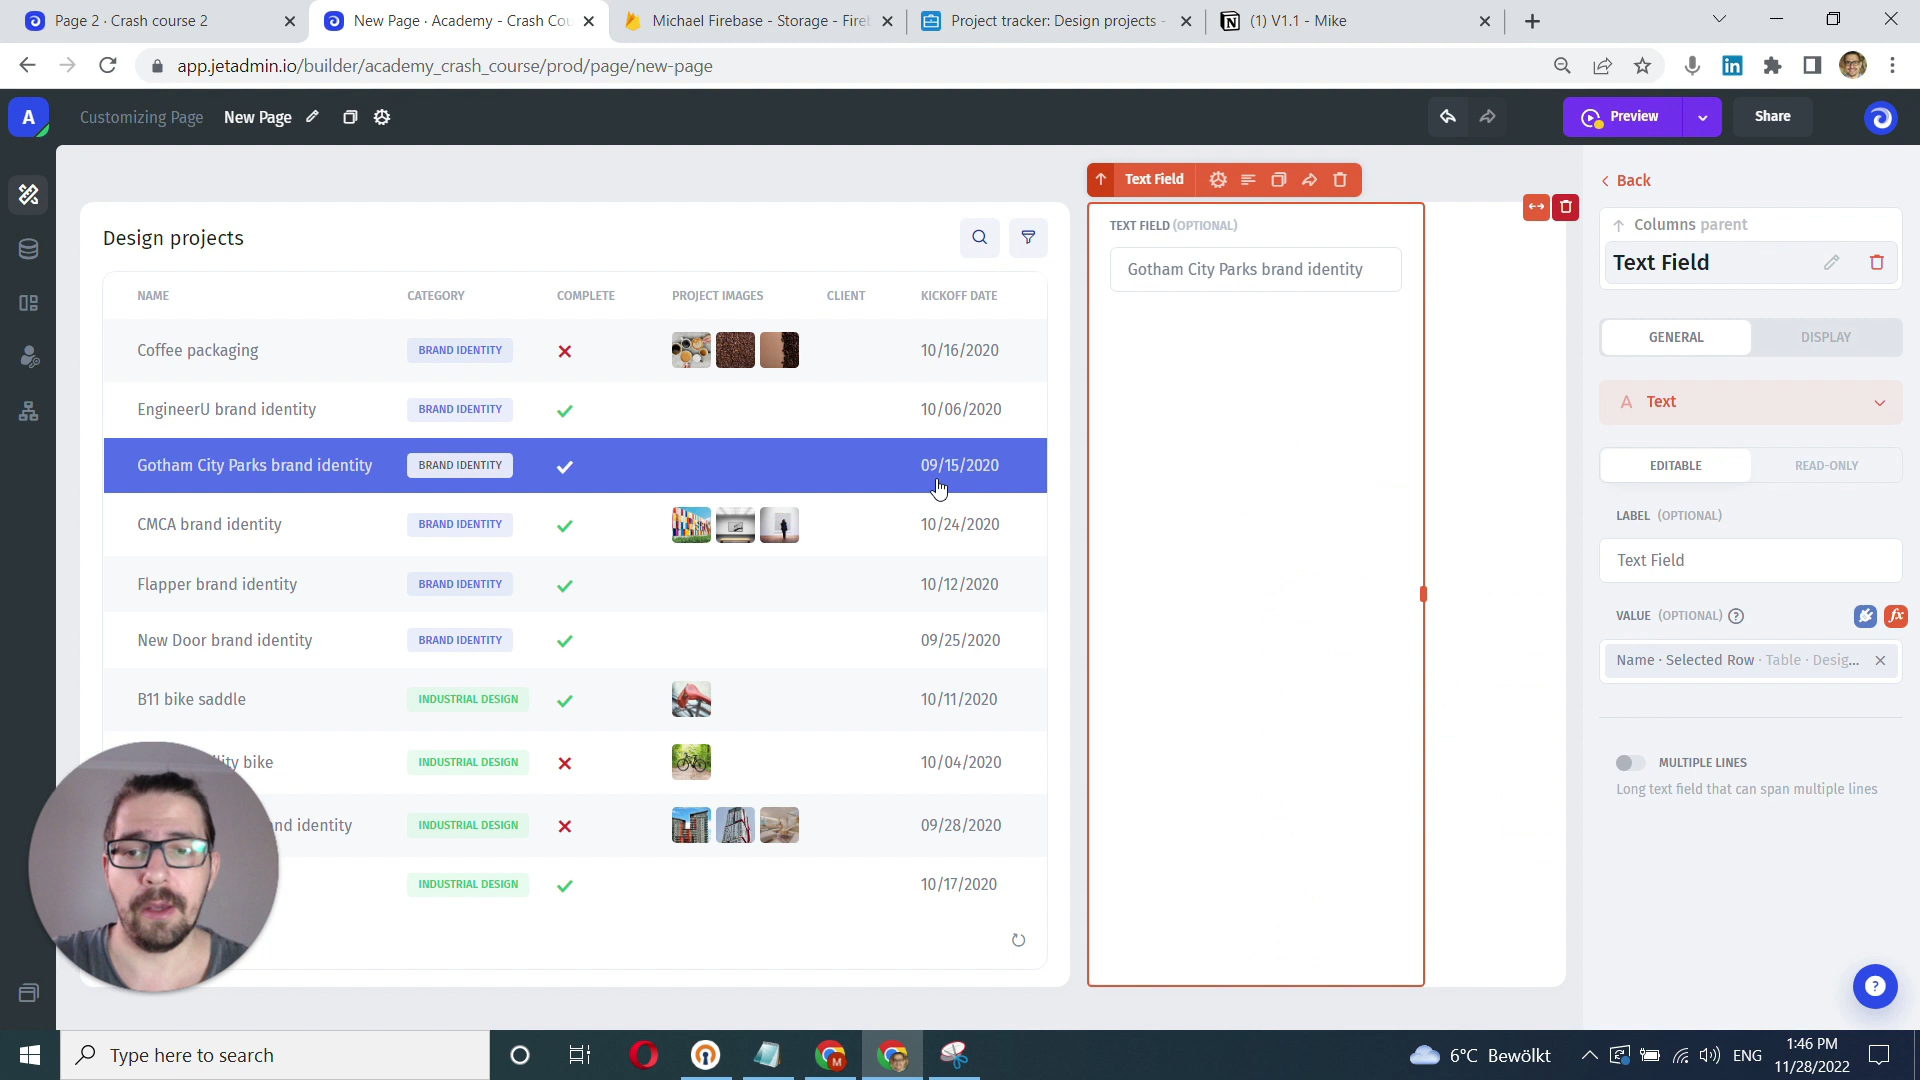 Page 2 · Crash course 2
New Page · Academy - Crash Cou
Michael Firebase - Storage - Fire
Project tracker: Design projects -
(1) V1.1 - Mike
app.jetadmin.io/builder/academy_crash_course/prod/page/new-page
A
Customizing Page
New Page
Preview
Share
Text Field
Back
Design projects
TEXT FIELD (OPTIONAL)
Gotham City Parks brand identity
Columns parent
Text Field
NAME CATEGORY COMPLETE PROJECT IMAGES CLIENT KICKOFF DATE
Coffee packaging BRAND IDENTITY 10/16/2020
EngineerU brand identity BRAND IDENTITY 10/06/2020
Gotham City Parks brand identity BRAND IDENTITY 09/15/2020
CMCA brand identity BRAND IDENTITY 10/24/2020
Flapper brand identity BRAND IDENTITY 10/12/2020
New Door brand identity BRAND IDENTITY 09/25/2020
B11 bike saddle INDUSTRIAL DESIGN 10/11/2020
bike INDUSTRIAL DESIGN 10/04/2020
identity INDUSTRIAL DESIGN 09/28/2020
INDUSTRIAL DESIGN 10/17/2020
GENERAL DISPLAY
A Text
EDITABLE READ-ONLY
LABEL (OPTIONAL)
Text Field
VALUE (OPTIONAL) ?
fx
Name · Selected Row · Table · Desig...
MULTIPLE LINES
Long text field that can span multiple lines
?
Type here to search
M
6°C Bewölkt
ENG
1:46 PM
11/28/2022